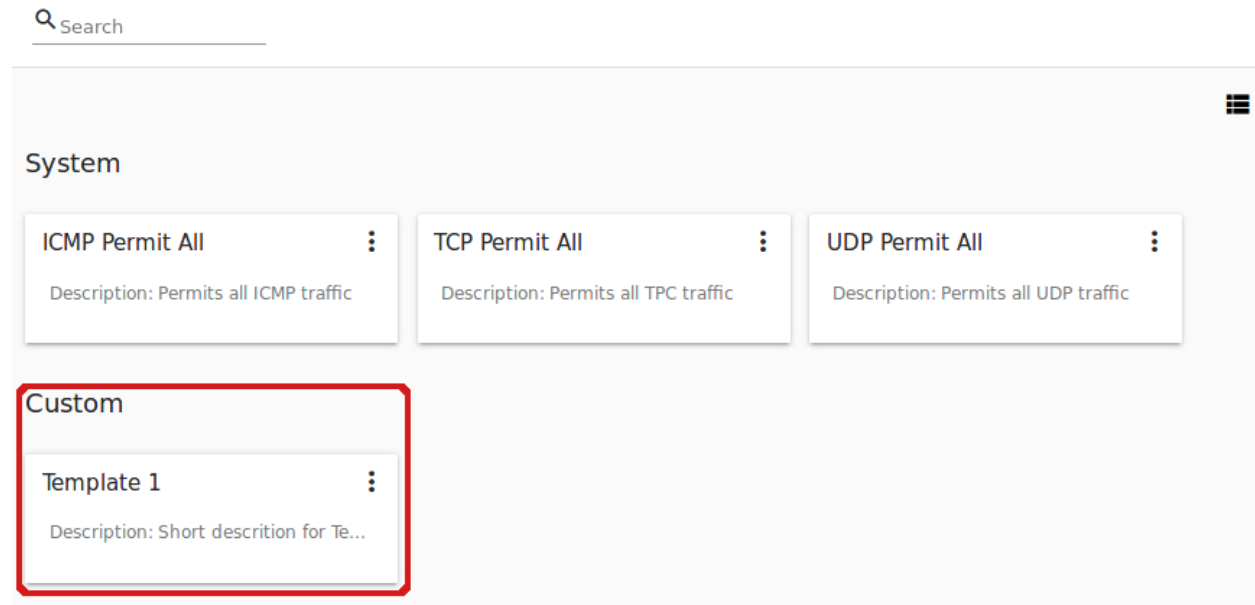 Search
System
ICMP Permit All
Description: Permits all ICMP traffic
TCP Permit All
Description: Permits all TPC traffic
UDP Permit All
Description: Permits all UDP traffic
Custom
Template 1
Description: Short descrition for Te...